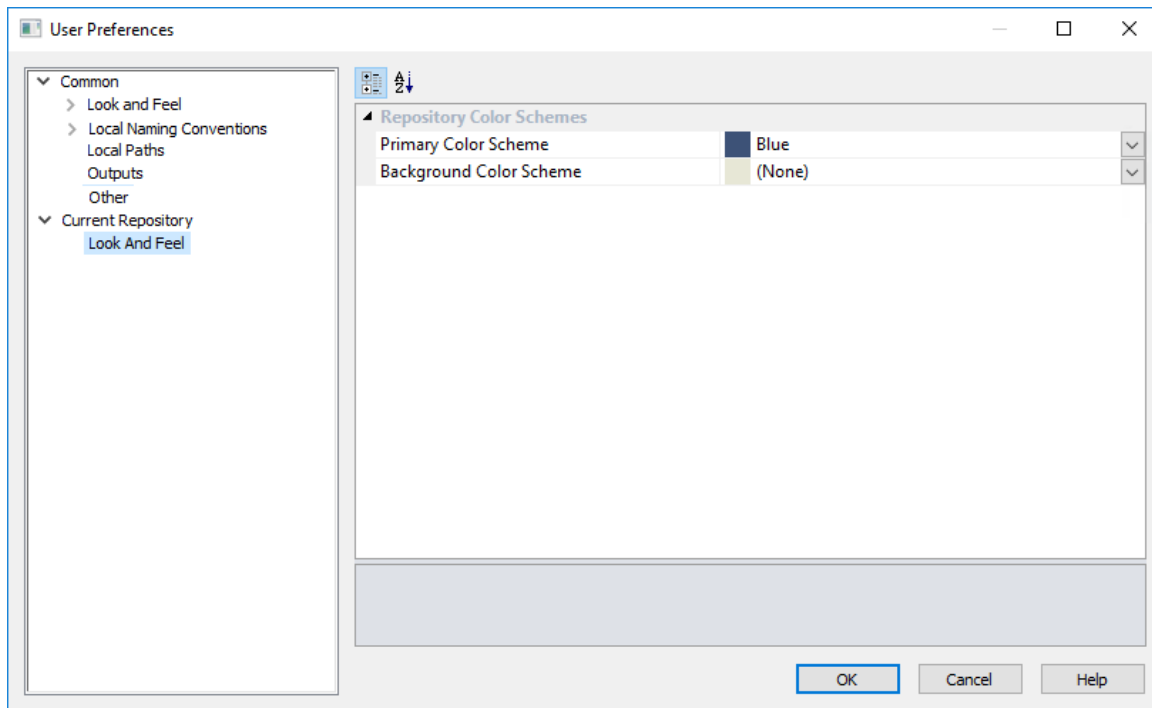 User Preferences
Common
Look and Feel
Local Naming Conventions
Local Paths
Outputs
Other
Current Repository
Look And Feel
A
Z
Repository Color Schemes
Primary Color Scheme Blue
Background Color Scheme (None)
OK Cancel Help